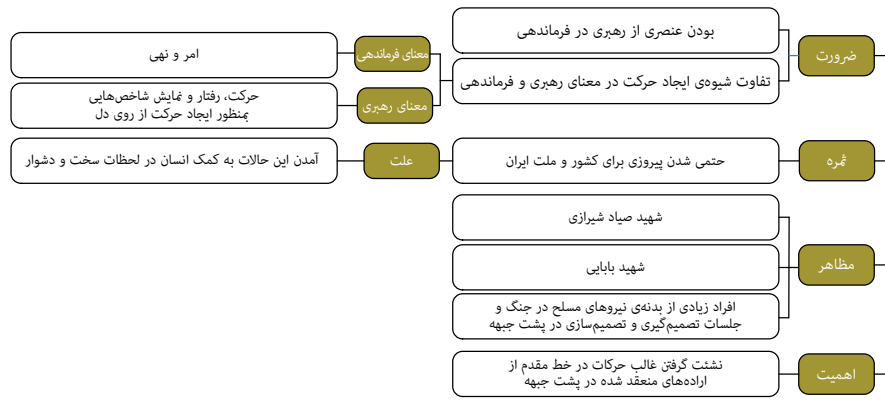 ضرورت
بودن عنصری از رهبری در فرماندهی
تفاوت شیوه‌ی ایجاد حرکت در معنای رهبری و فرماندهی
معنای فرماندهی
امر و نهی
معنای رهبری
حرکت، رفتار و نمایش شاخص‌هایی
بمنظور ایجاد حرکت از روی دل
ثمره
حتمی شدن پیروزی برای کشور و ملت ایران
علت
آمدن این حالات به کمک انسان در لحظات سخت و دشوار
مظاهر
شهید صیاد شیرازی
شهید بابایی
افراد زیادی از بدنه‌ی نیروهای مسلح در جنگ و
جلسات تصمیم‌گیری و تصمیم‌سازی در پشت جبهه
اهمیت
نشئت گرفتن غالب حرکات در خط مقدم از
اراده‌های منعقد شده در پشت جبهه